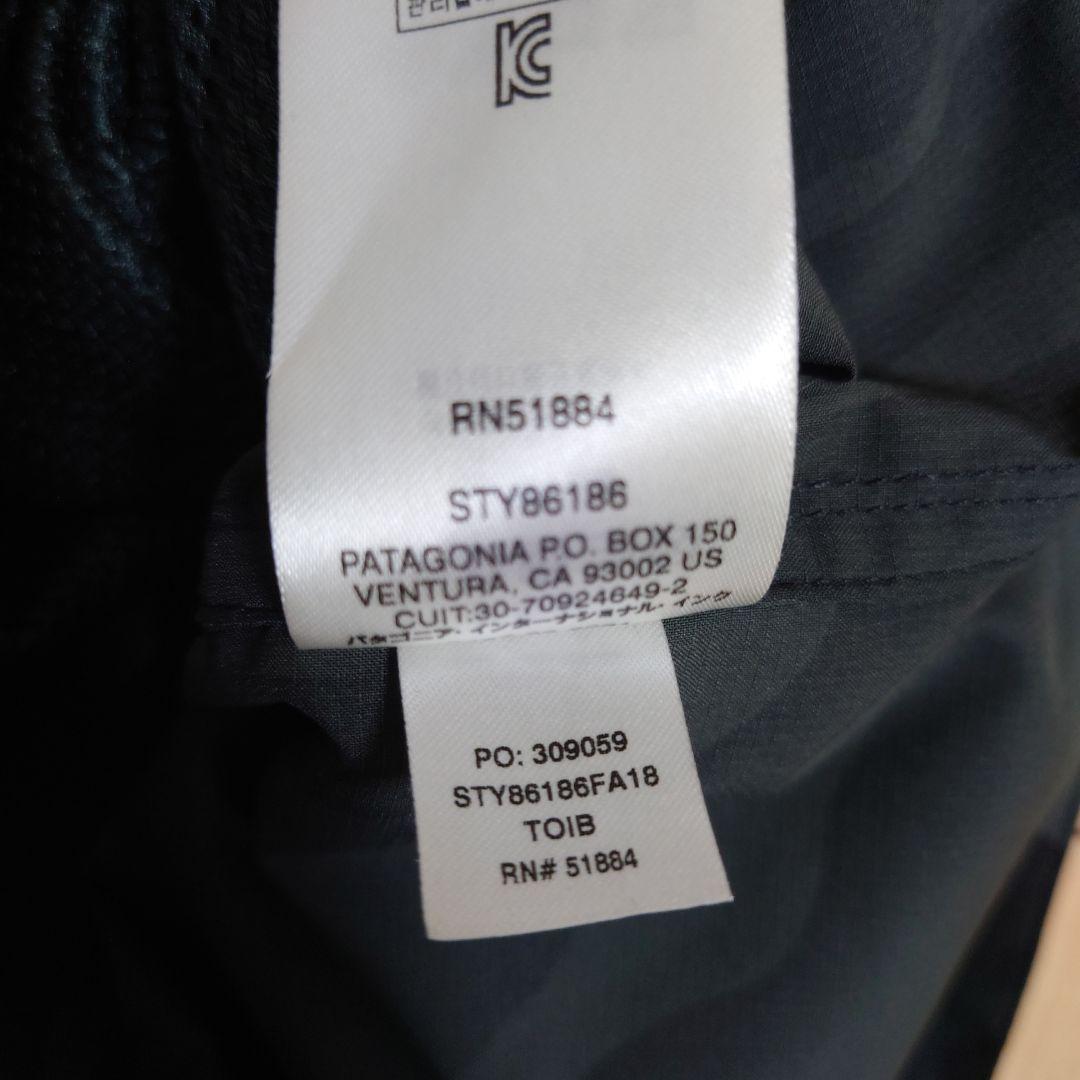 KC
RN51884
STY86186
PATAGONIA P.O. BOX 150
VENTURA, CA 93002 US
CUIT:30-70924649-2
パタゴニア・インターナショナル・インク
PO: 309059
STY86186FA18
TOIB
RN# 51884